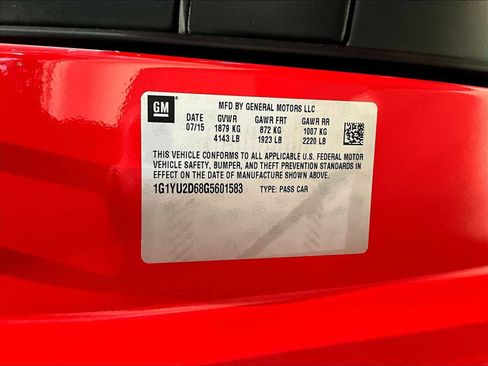 GM
MFD BY GENERAL MOTORS LLC
DATE GVWR GAWR FRT GAWR RR
07/15 1879 KG 872 KG 1007 KG
4143 LB 1923 LB 2220 LB
THIS VEHICLE CONFORMS TO ALL APPLICABLE U.S. FEDERAL MOTOR
VEHICLE SAFETY, BUMPER, AND THEFT PREVENTION STANDARDS
IN EFFECT ON THE DATE OF MANUFACTURE SHOWN ABOVE.
1G1YU2D68G5601583 TYPE: PASS CAR